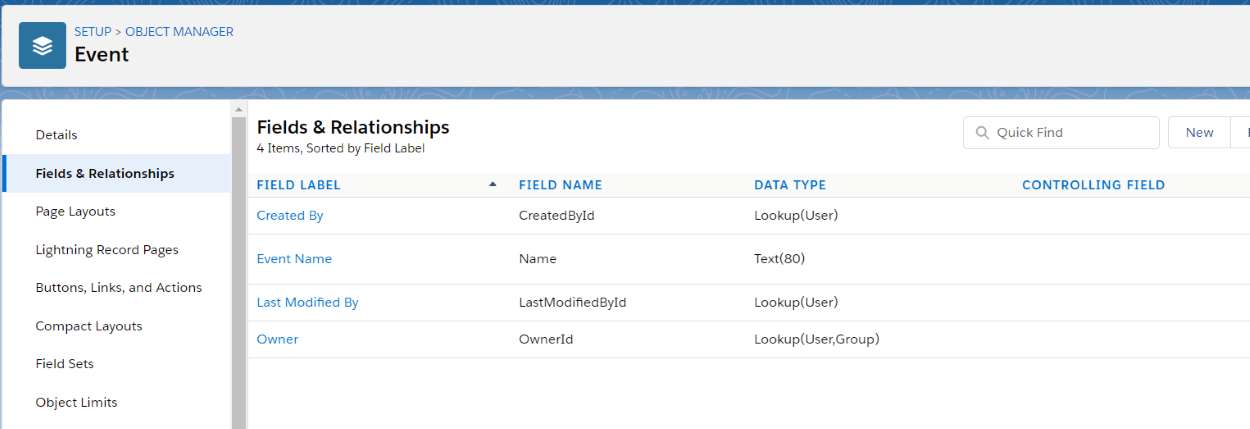 SETUP > OBJECT MANAGER
Event
Details
Fields & Relationships
Page Layouts
Lightning Record Pages
Buttons, Links, and Actions
Compact Layouts
Field Sets
Object Limits
Fields & Relationships
4 Items, Sorted by Field Label
Quick Find
New
FIELD LABEL FIELD NAME DATA TYPE CONTROLLING FIELD
Created By CreatedById Lookup(User)
Event Name Name Text(80)
Last Modified By LastModifiedById Lookup(User)
Owner OwnerId Lookup(User,Group)